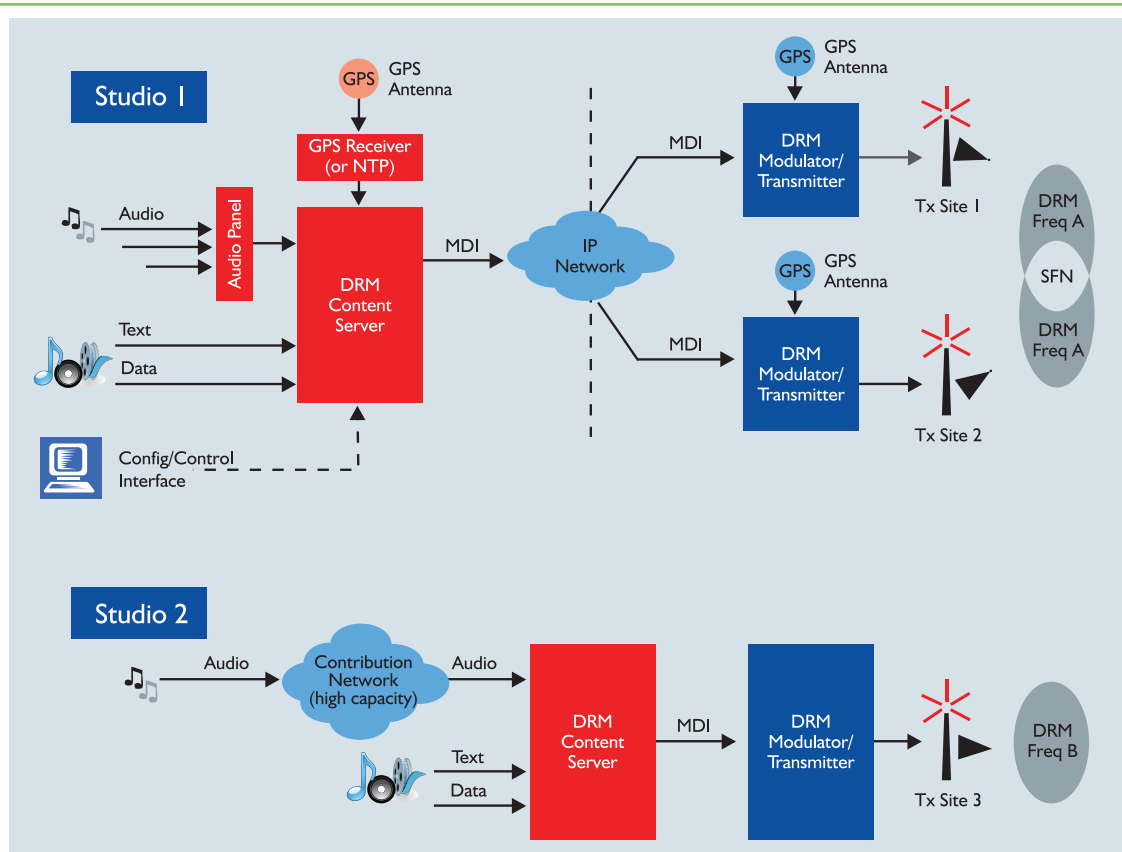 Studio 1
GPS
GPS
Antenna
GPS Receiver
(or NTP)
Audio
Audio Panel
DRM
Content
Server
Text
Data
Config/Control
Interface
MDI
IP
Network
MDI
GPS
GPS
Antenna
DRM
Modulator/
Transmitter
Tx Site 1
MDI
GPS
GPS
Antenna
DRM
Modulator/
Transmitter
Tx Site 2
DRM
Freq A
SFN
DRM
Freq A
Studio 2
Audio
Contribution
Network
(high capacity)
Audio
Text
Data
DRM
Content
Server
MDI
DRM
Modulator/
Transmitter
Tx Site 3
DRM
Freq B